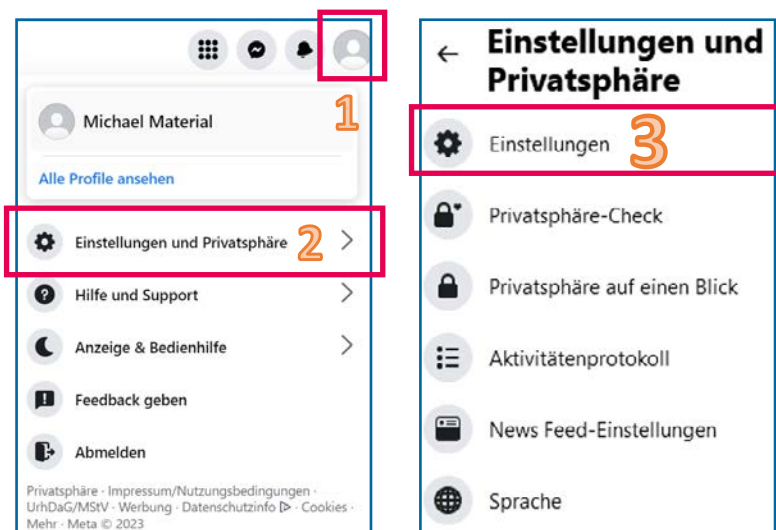 1
Michael Material
Alle Profile ansehen
Einstellungen und Privatsphäre 2
Hilfe und Support
Anzeige & Bedienhilfe
Feedback geben
Abmelden
Privatsphäre · Impressum/Nutzungsbedingungen ·
UrhDaG/MStV · Werbung · Datenschutzinfo · Cookies ·
Mehr · Meta © 2023
Einstellungen und
Privatsphäre
Einstellungen 3
Privatsphäre-Check
Privatsphäre auf einen Blick
Aktivitätenprotokoll
News Feed-Einstellungen
Sprache